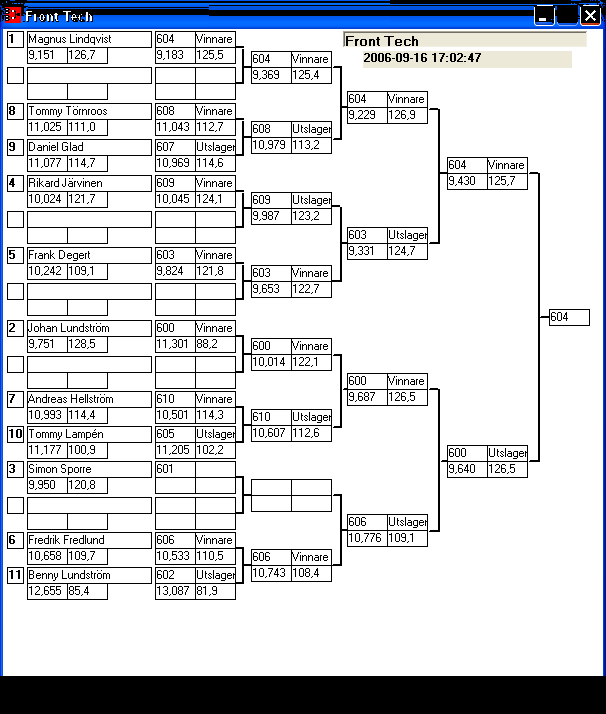 Front Tech
Front Tech
2006-09-16 17:02:47
1 Magnus Lindqvist 604 Vinnare
9,151 126,7 9,183 125,5
604 Vinnare
9,369 125,4
604 Vinnare
9,229 126,9
8 Tommy Törnroos 608 Vinnare
11,025 111,0 11,043 112,7
608 Utslager
10,979 113,2
9 Daniel Glad 607 Utslager
11,077 114,7 10,969 114,6
604 Vinnare
9,430 125,7
4 Rikard Järvinen 609 Vinnare
10,024 121,7 10,045 124,1
609 Utslager
9,987 123,2
603 Utslager
9,331 124,7
5 Frank Degert 603 Vinnare
10,242 109,1 9,824 121,8
603 Vinnare
9,653 122,7
604
2 Johan Lundström 600 Vinnare
9,751 128,5 11,301 88,2
600 Vinnare
10,014 122,1
600 Vinnare
9,687 126,5
7 Andreas Hellström 610 Vinnare
10,993 114,4 10,501 114,3
610 Utslager
10,607 112,6
10 Tommy Lampén 605 Utslager
11,177 100,9 11,205 102,2
600 Utslager
9,640 126,5
3 Simon Sporre 601
9,950 120,8
606 Utslager
10,776 109,1
6 Fredrik Fredlund 606 Vinnare
10,658 109,7 10,533 110,5
606 Vinnare
10,743 108,4
11 Benny Lundström 602 Utslager
12,655 85,4 13,087 81,9